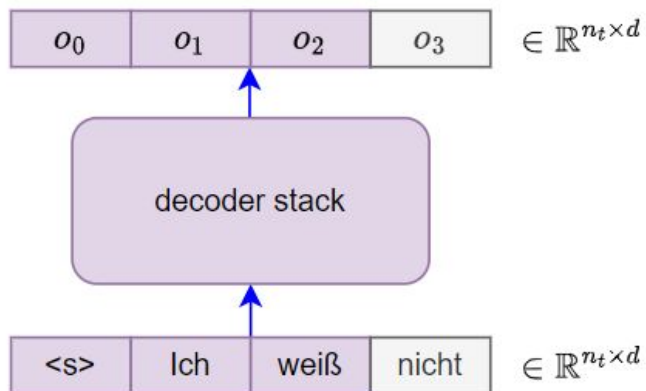 o₀ o₁ o₂ o₃ ∈ ℝ^{n_t×d}
decoder stack
<s> Ich weiß nicht ∈ ℝ^{n_t×d}